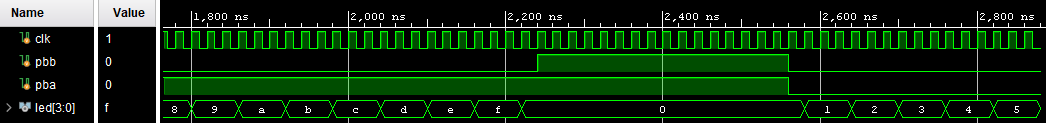 Name Value 1,800 ns 2,000 ns 2,200 ns 2,400 ns 2,600 ns 2,800 ns
clk 1
pbb 0
pba 0
led[3:0] f 8 9 a b c d e f 0 1 2 3 4 5